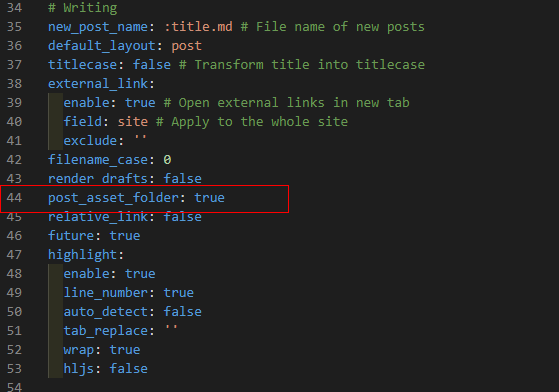 34 # Writing
35 new_post_name: :title.md # File name of new posts
36 default_layout: post
37 titlecase: false # Transform title into titlecase
38 external_link:
39   enable: true # Open external links in new tab
40   field: site # Apply to the whole site
41   exclude: ''
42 filename_case: 0
43 render_drafts: false
44 post_asset_folder: true
45 relative_link: false
46 future: true
47 highlight:
48   enable: true
49   line_number: true
50   auto_detect: false
51   tab_replace: ''
52   wrap: true
53   hljs: false
54